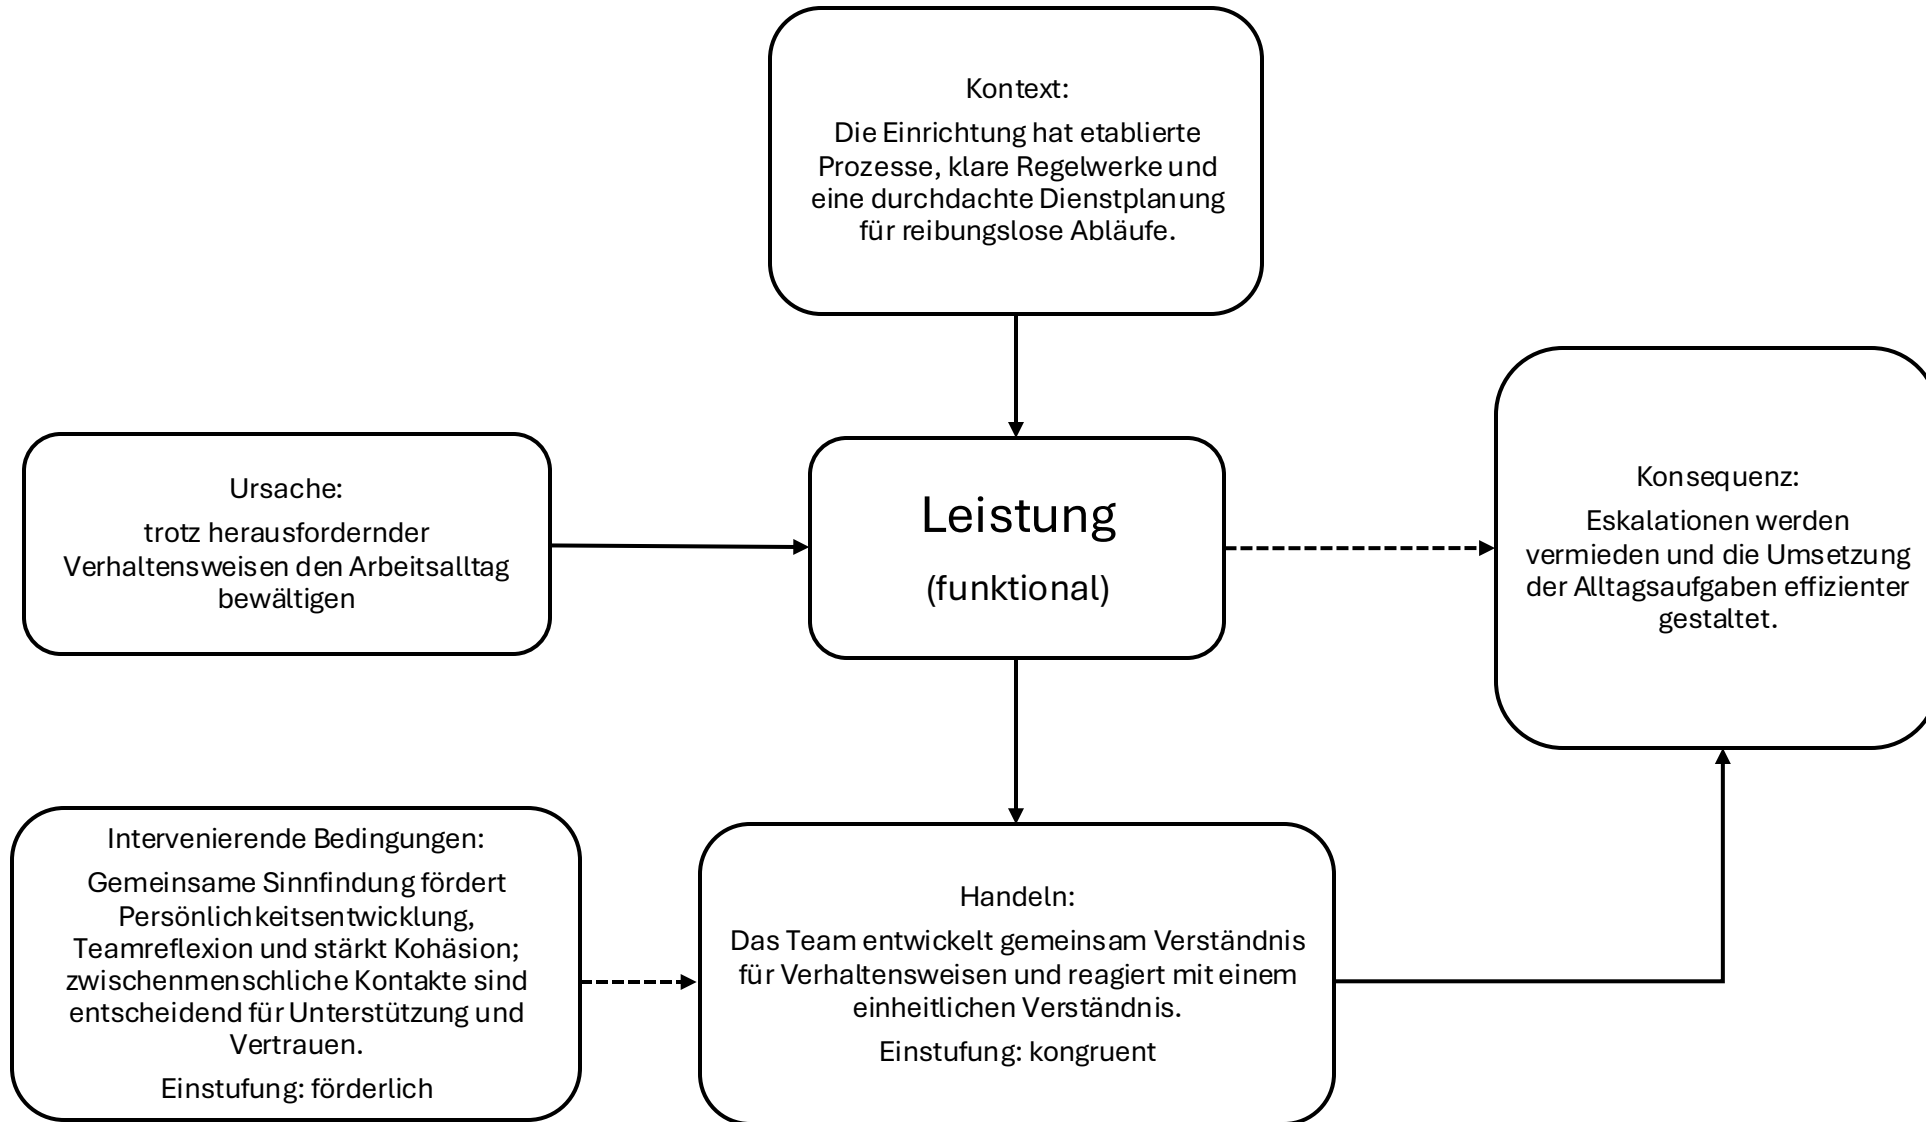 Kontext:
Die Einrichtung hat etablierte
Prozesse, klare Regelwerke und
eine durchdachte Dienstplanung
für reibungslose Abläufe.
Ursache:
trotz herausfordernder
Verhaltensweisen den Arbeitsalltag
bewältigen
Leistung
(funktional)
Konsequenz:
Eskalationen werden
vermieden und die Umsetzung
der Alltagsaufgaben effizienter
gestaltet.
Intervenierende Bedingungen:
Gemeinsame Sinnfindung fördert
Persönlichkeitsentwicklung,
Teamreflexion und stärkt Kohäsion;
zwischenmenschliche Kontakte sind
entscheidend für Unterstützung und
Vertrauen.
Einstufung: förderlich
Handeln:
Das Team entwickelt gemeinsam Verständnis
für Verhaltensweisen und reagiert mit einem
einheitlichen Verständnis.
Einstufung: kongruent